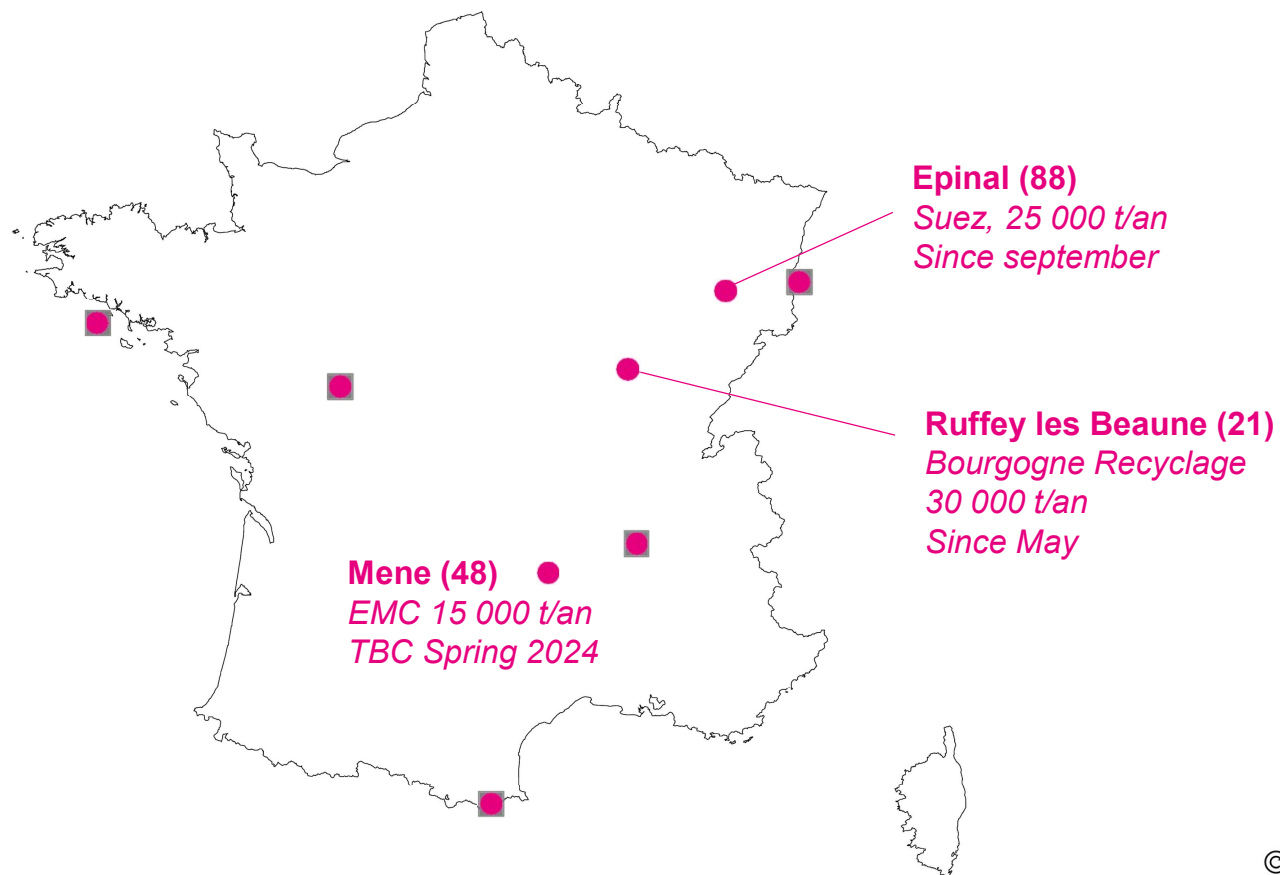 Epinal (88)
Suez, 25 000 t/an
Since september
Ruffey les Beaune (21)
Bourgogne Recyclage
30 000 t/an
Since May
Mene (48)
EMC 15 000 t/an
TBC Spring 2024
©